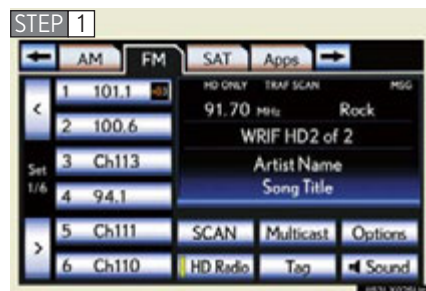 STEP 1
AM FM SAT Apps
1 101.1
2 100.6
3 Ch113
4 94.1
5 Ch111
6 Ch110
Set
1/6
HD ONLY TRAF SCAN MSG
91.70 MHz Rock
WRIF HD2 of 2
Artist Name
Song Title
SCAN Multicast Options
HD Radio Tag Sound